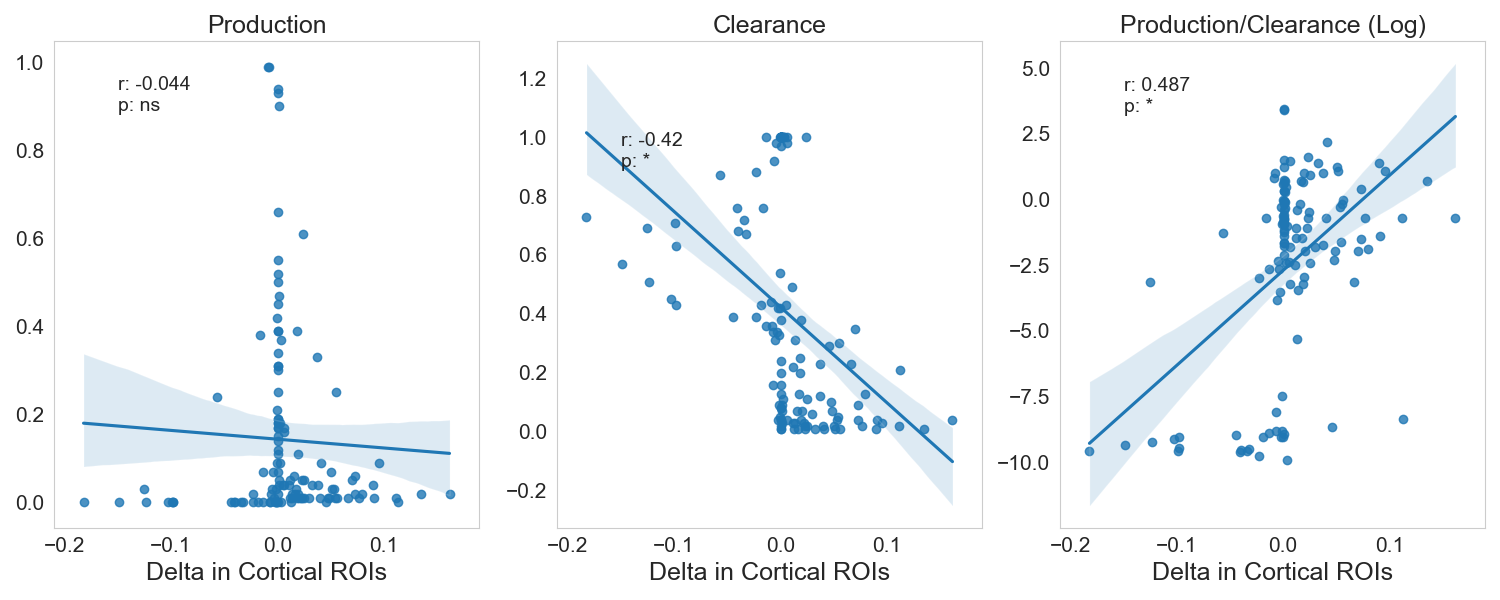 Production
1.0
0.8
0.6
0.4
0.2
0.0
r: -0.044
p: ns
−0.2 −0.1 0.0 0.1
Delta in Cortical ROIs
Clearance
1.2
1.0
0.8
0.6
0.4
0.2
0.0
−0.2
r: -0.42
p: *
−0.2 −0.1 0.0 0.1
Delta in Cortical ROIs
Production/Clearance (Log)
5.0
2.5
0.0
−2.5
−5.0
−7.5
−10.0
r: 0.487
p: *
−0.2 −0.1 0.0 0.1
Delta in Cortical ROIs